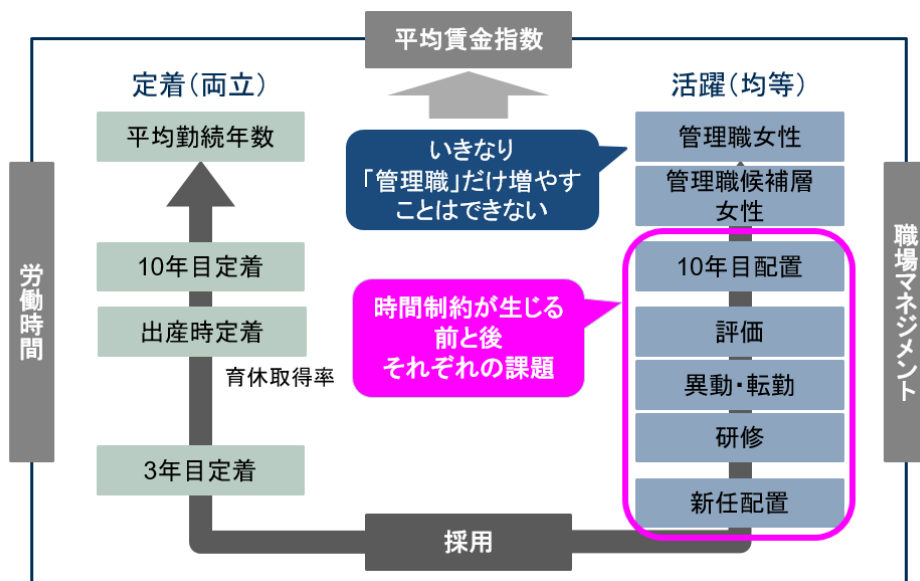 平均賃金指数
定着（両立）
活躍（均等）
平均勤続年数
いきなり
「管理職」だけ増やす
ことはできない
管理職女性
管理職候補層
女性
労働時間
職場マネジメント
10年目定着
10年目配置
時間制約が生じる
前と後
それぞれの課題
出産時定着
評価
育休取得率
異動・転勤
研修
3年目定着
新任配置
採用